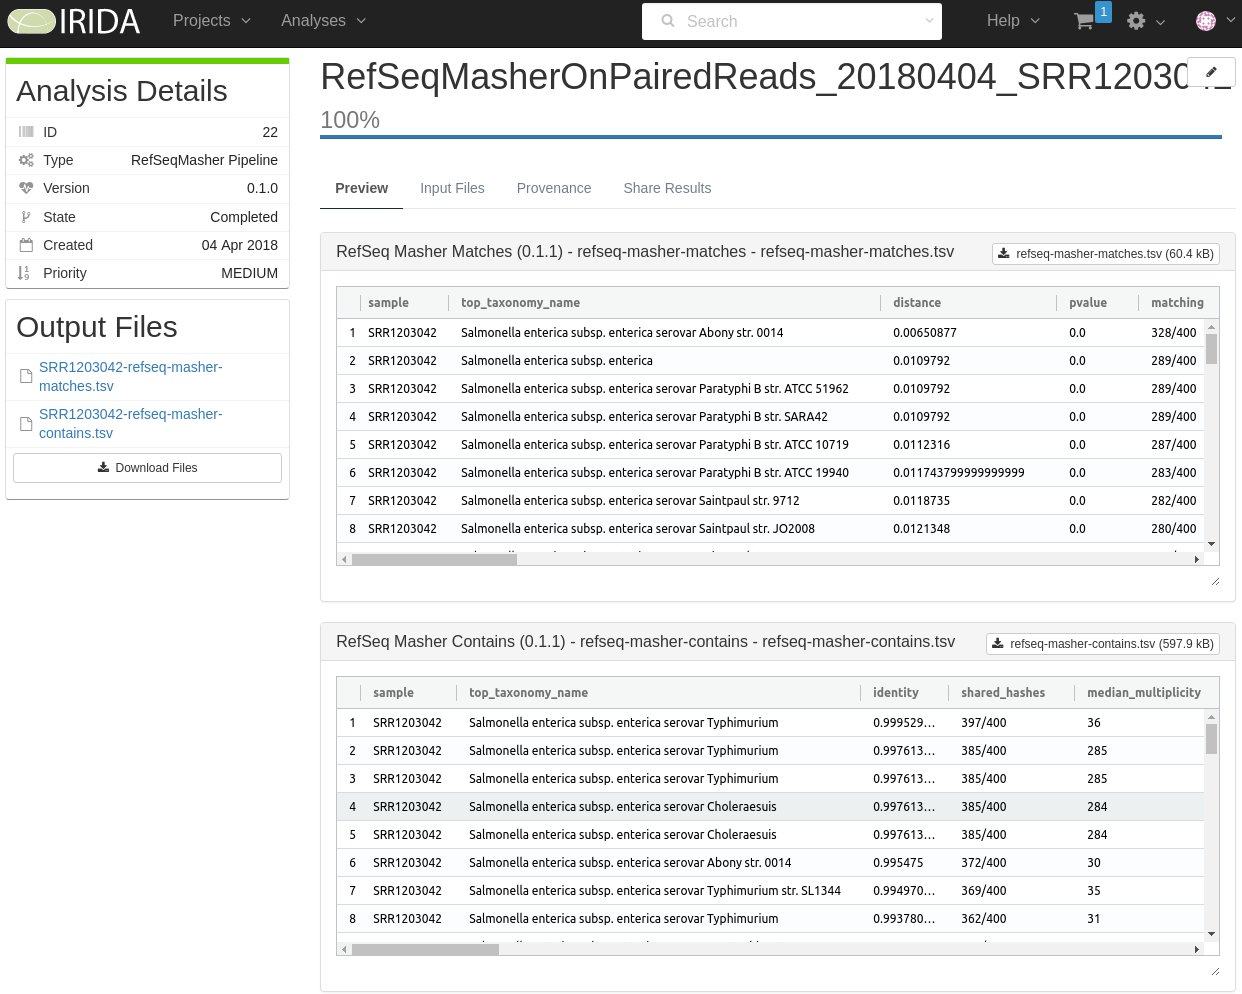 IRIDA Projects Analyses Search Help 1
Analysis Details
ID 22
Type RefSeqMasher Pipeline
Version 0.1.0
State Completed
Created 04 Apr 2018
Priority MEDIUM
Output Files
SRR1203042-refseq-masher-
matches.tsv
SRR1203042-refseq-masher-
contains.tsv
Download Files
RefSeqMasherOnPairedReads_20180404_SRR1203042
100%
Preview Input Files Provenance Share Results
RefSeq Masher Matches (0.1.1) - refseq-masher-matches - refseq-masher-matches.tsv refseq-masher-matches.tsv (60.4 kB)
sample top_taxonomy_name distance pvalue matching
1 SRR1203042 Salmonella enterica subsp. enterica serovar Abony str. 0014 0.00650877 0.0 328/400
2 SRR1203042 Salmonella enterica subsp. enterica 0.0109792 0.0 289/400
3 SRR1203042 Salmonella enterica subsp. enterica serovar Paratyphi B str. ATCC 51962 0.0109792 0.0 289/400
4 SRR1203042 Salmonella enterica subsp. enterica serovar Paratyphi B str. SARA42 0.0109792 0.0 289/400
5 SRR1203042 Salmonella enterica subsp. enterica serovar Paratyphi B str. ATCC 10719 0.0112316 0.0 287/400
6 SRR1203042 Salmonella enterica subsp. enterica serovar Paratyphi B str. ATCC 19940 0.011743799999999999 0.0 283/400
7 SRR1203042 Salmonella enterica subsp. enterica serovar Saintpaul str. 9712 0.0118735 0.0 282/400
8 SRR1203042 Salmonella enterica subsp. enterica serovar Saintpaul str. JO2008 0.0121348 0.0 280/400
RefSeq Masher Contains (0.1.1) - refseq-masher-contains - refseq-masher-contains.tsv refseq-masher-contains.tsv (597.9 kB)
sample top_taxonomy_name identity shared_hashes median_multiplicity
1 SRR1203042 Salmonella enterica subsp. enterica serovar Typhimurium 0.999529... 397/400 36
2 SRR1203042 Salmonella enterica subsp. enterica serovar Typhimurium 0.997613... 385/400 285
3 SRR1203042 Salmonella enterica subsp. enterica serovar Typhimurium 0.997613... 385/400 285
4 SRR1203042 Salmonella enterica subsp. enterica serovar Choleraesuis 0.997613... 385/400 284
5 SRR1203042 Salmonella enterica subsp. enterica serovar Choleraesuis 0.997613... 385/400 284
6 SRR1203042 Salmonella enterica subsp. enterica serovar Abony str. 0014 0.995475 372/400 30
7 SRR1203042 Salmonella enterica subsp. enterica serovar Typhimurium str. SL1344 0.994970... 369/400 35
8 SRR1203042 Salmonella enterica subsp. enterica serovar Typhimurium 0.993780... 362/400 31